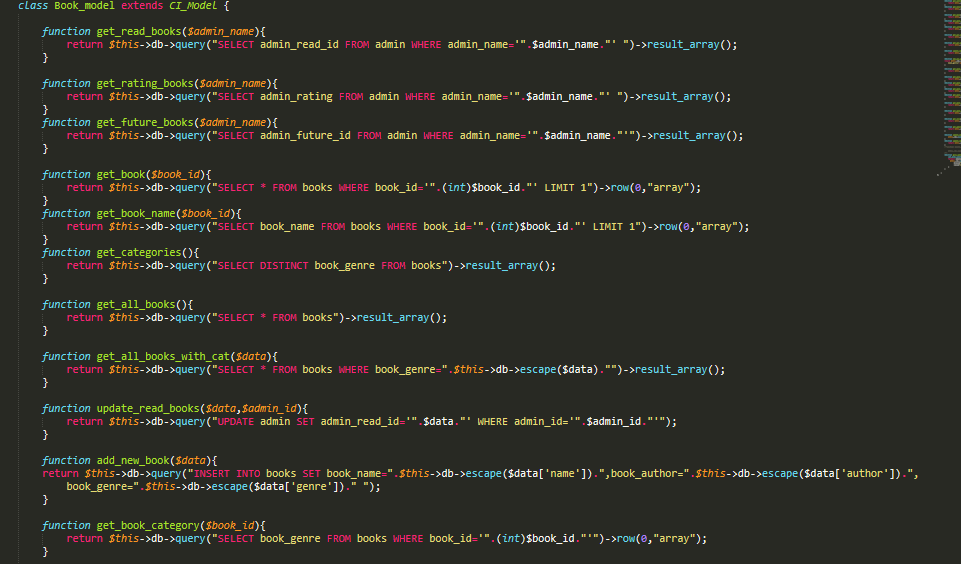 class Book_model extends CI_Model {
function get_read_books($admin_name){
return $this->db->query("SELECT admin_read_id FROM admin WHERE admin_name='".$admin_name."' ")->result_array();
}
function get_rating_books($admin_name){
return $this->db->query("SELECT admin_rating FROM admin WHERE admin_name='".$admin_name."' ")->result_array();
}
function get_future_books($admin_name){
return $this->db->query("SELECT admin_future_id FROM admin WHERE admin_name='".$admin_name."'")->result_array();
}
function get_book($book_id){
return $this->db->query("SELECT * FROM books WHERE book_id='".(int)$book_id."' LIMIT 1")->row(0,"array");
}
function get_book_name($book_id){
return $this->db->query("SELECT book_name FROM books WHERE book_id='".(int)$book_id."' LIMIT 1")->row(0,"array");
}
function get_categories(){
return $this->db->query("SELECT DISTINCT book_genre FROM books")->result_array();
}
function get_all_books(){
return $this->db->query("SELECT * FROM books")->result_array();
}
function get_all_books_with_cat($data){
return $this->db->query("SELECT * FROM books WHERE book_genre=".$this->db->escape($data)."")->result_array();
}
function update_read_books($data,$admin_id){
return $this->db->query("UPDATE admin SET admin_read_id='".$data."' WHERE admin_id='".$admin_id."'");
}
function add_new_book($data){
return $this->db->query("INSERT INTO books SET book_name=".$this->db->escape($data['name']).",book_author=".$this->db->escape($data['author']).",
book_genre=".$this->db->escape($data['genre'])." ");
}
function get_book_category($book_id){
return $this->db->query("SELECT book_genre FROM books WHERE book_id='".(int)$book_id."'")->row(0,"array");
}